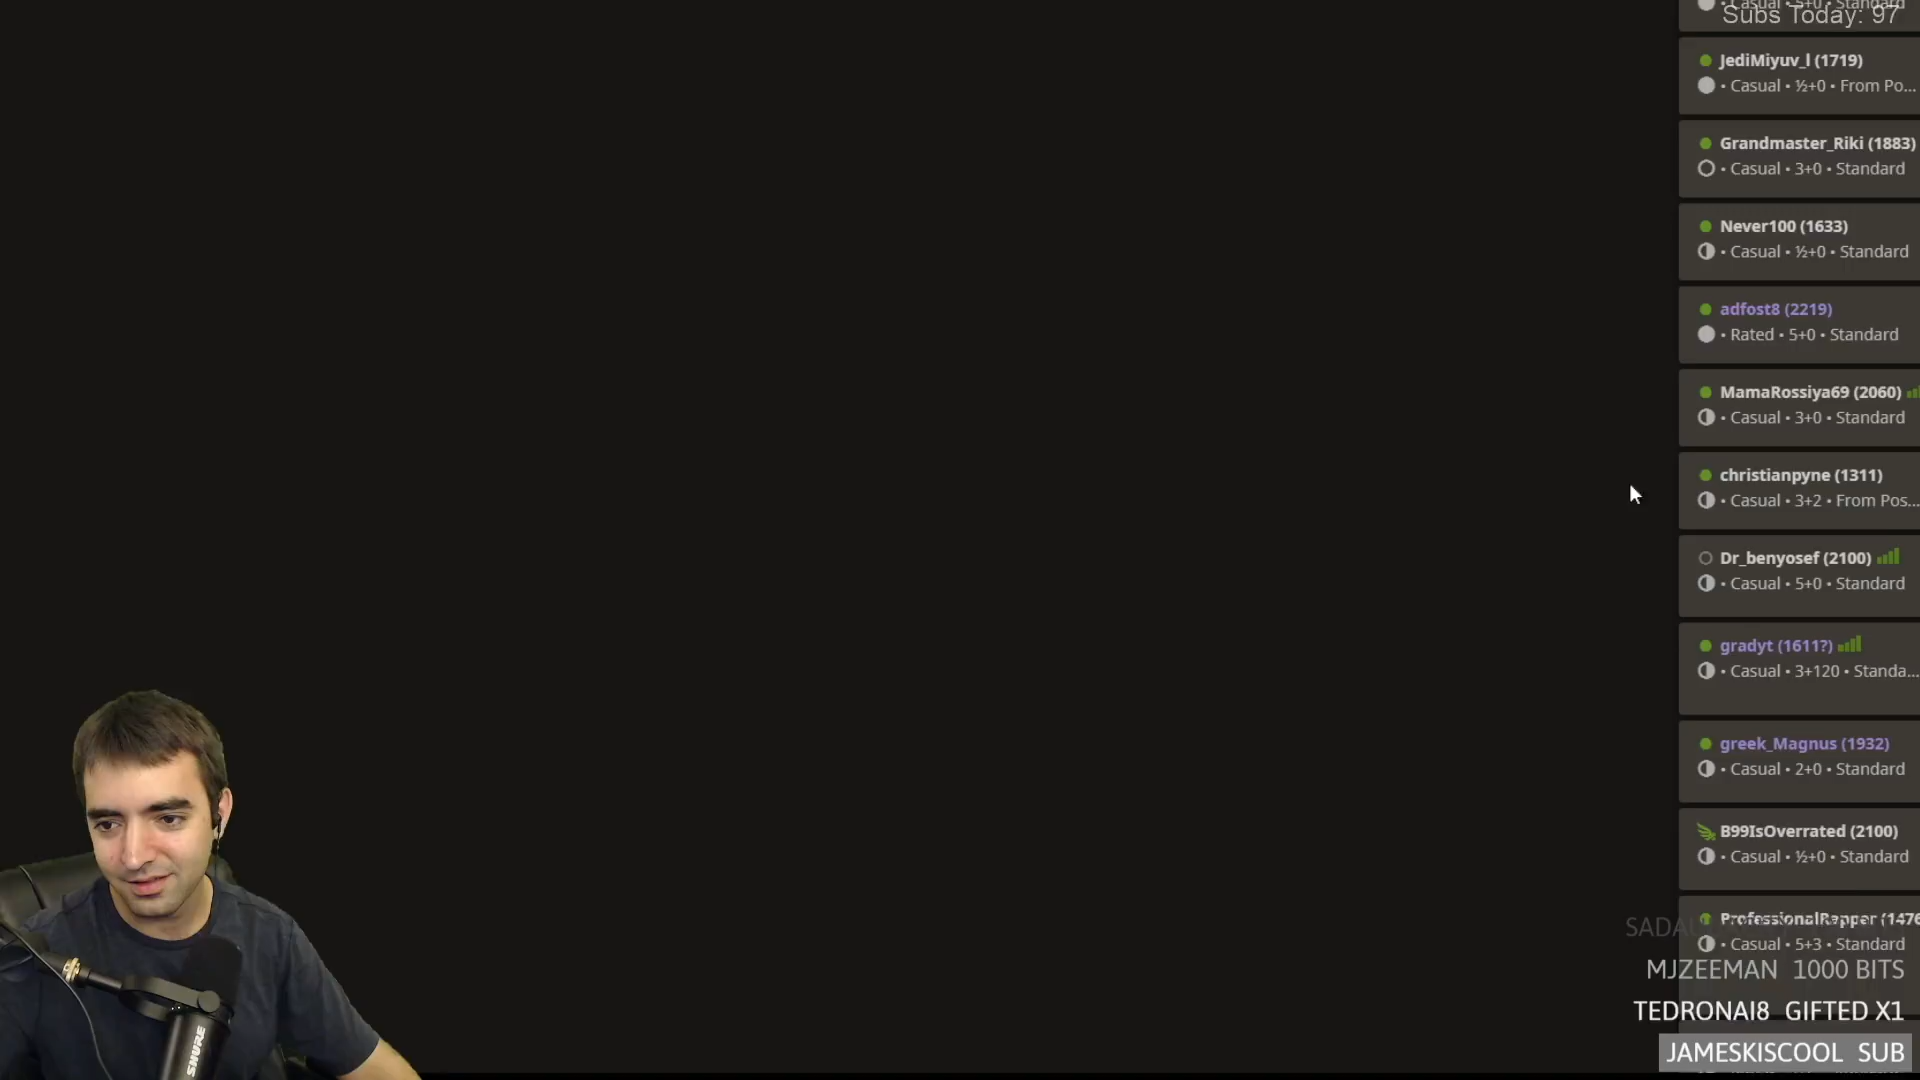 Subs Today: 97
JediMiyuv_l (1719)
• Casual • ½+0 • From Po...
Grandmaster_Riki (1883)
• Casual • 3+0 • Standard
Never100 (1633)
• Casual • ½+0 • Standard
adfost8 (2219)
• Rated • 5+0 • Standard
MamaRossiya69 (2060)
• Casual • 3+0 • Standard
christianpyne (1311)
• Casual • 3+2 • From Pos...
Dr_benyosef (2100)
• Casual • 5+0 • Standard
gradyt (1611?)
• Casual • 3+120 • Standa...
greek_Magnus (1932)
• Casual • 2+0 • Standard
B99IsOverrated (2100)
• Casual • ½+0 • Standard
ProfessionalRapper (1476
• Casual • 5+3 • Standard
MJZEEMAN 1000 BITS
TEDRONAI8 GIFTED X1
JAMESKISCOOL SUB
SHURE